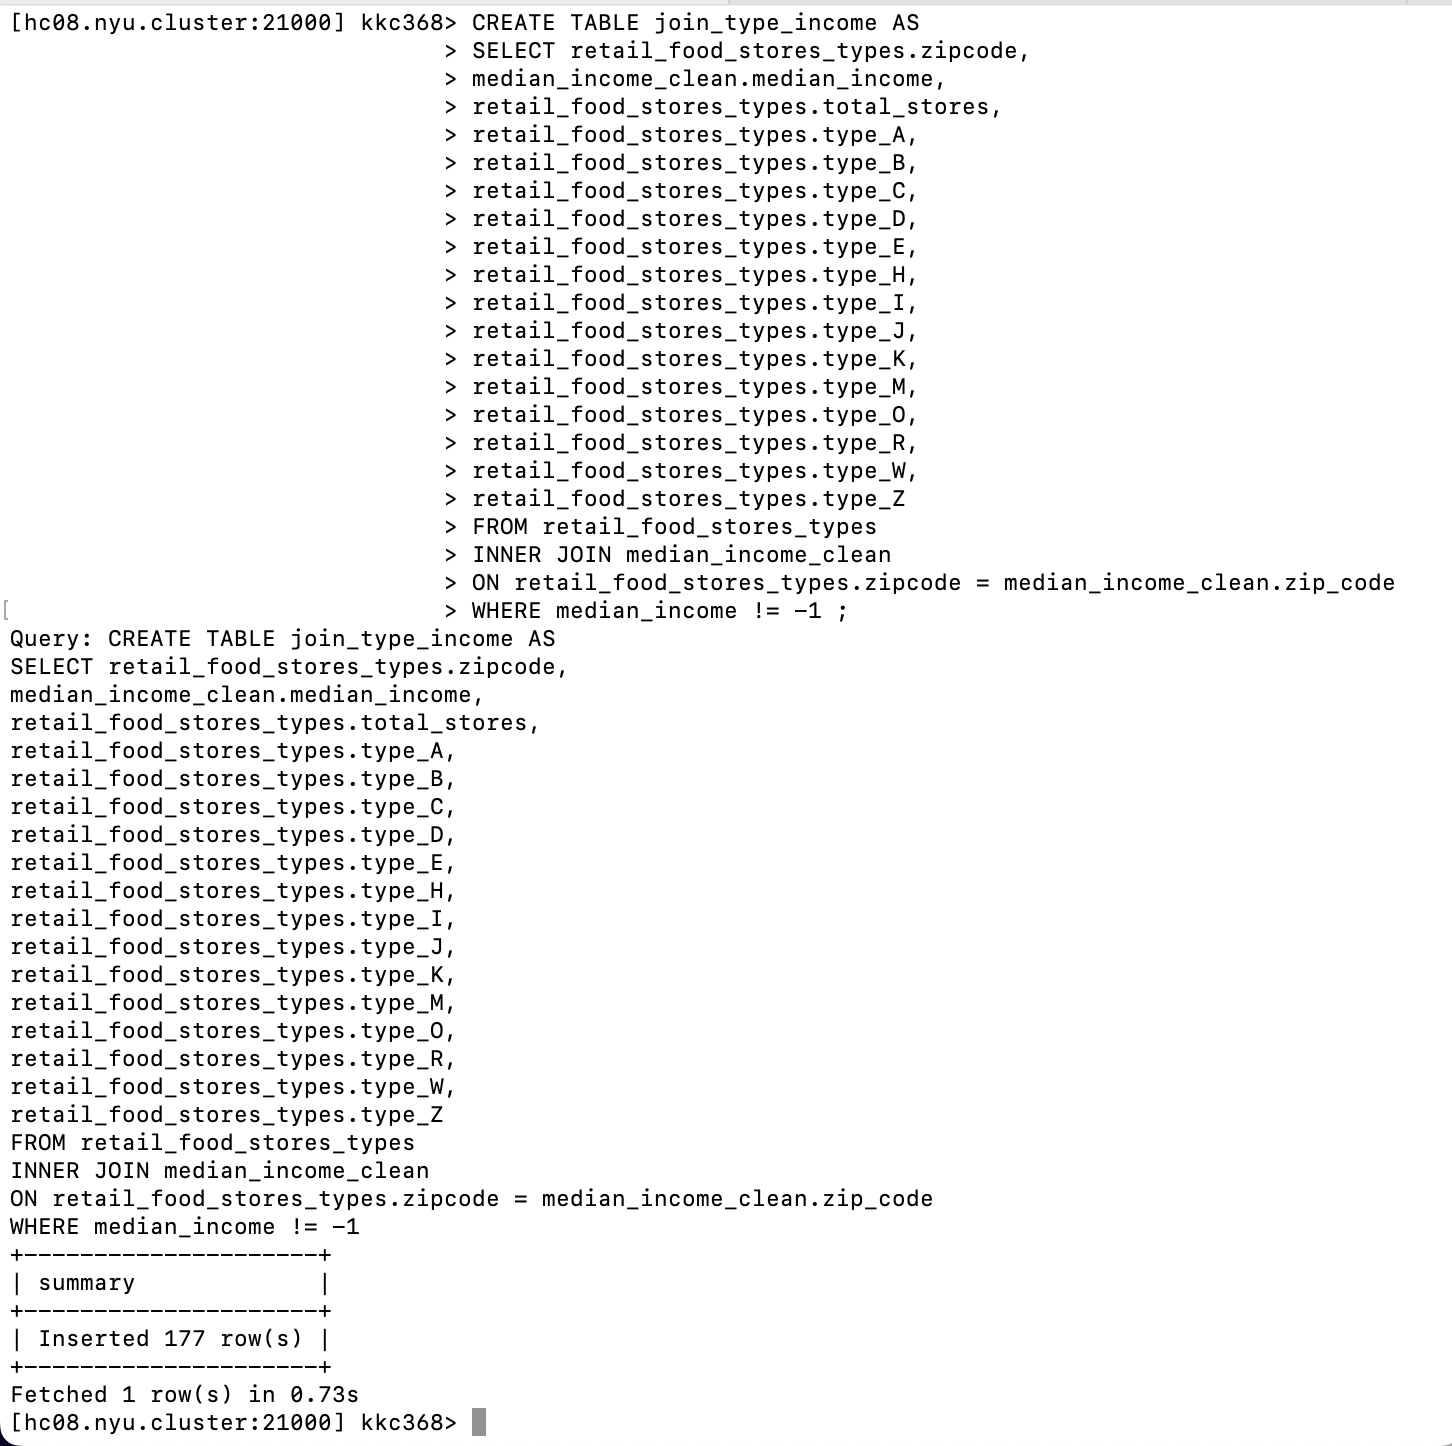 [hc08.nyu.cluster:21000] kkc368> CREATE TABLE join_type_income AS
> SELECT retail_food_stores_types.zipcode,
> median_income_clean.median_income,
> retail_food_stores_types.total_stores,
> retail_food_stores_types.type_A,
> retail_food_stores_types.type_B,
> retail_food_stores_types.type_C,
> retail_food_stores_types.type_D,
> retail_food_stores_types.type_E,
> retail_food_stores_types.type_H,
> retail_food_stores_types.type_I,
> retail_food_stores_types.type_J,
> retail_food_stores_types.type_K,
> retail_food_stores_types.type_M,
> retail_food_stores_types.type_O,
> retail_food_stores_types.type_R,
> retail_food_stores_types.type_W,
> retail_food_stores_types.type_Z
> FROM retail_food_stores_types
> INNER JOIN median_income_clean
> ON retail_food_stores_types.zipcode = median_income_clean.zip_code
[ > WHERE median_income != -1 ;
Query: CREATE TABLE join_type_income AS
SELECT retail_food_stores_types.zipcode,
median_income_clean.median_income,
retail_food_stores_types.total_stores,
retail_food_stores_types.type_A,
retail_food_stores_types.type_B,
retail_food_stores_types.type_C,
retail_food_stores_types.type_D,
retail_food_stores_types.type_E,
retail_food_stores_types.type_H,
retail_food_stores_types.type_I,
retail_food_stores_types.type_J,
retail_food_stores_types.type_K,
retail_food_stores_types.type_M,
retail_food_stores_types.type_O,
retail_food_stores_types.type_R,
retail_food_stores_types.type_W,
retail_food_stores_types.type_Z
FROM retail_food_stores_types
INNER JOIN median_income_clean
ON retail_food_stores_types.zipcode = median_income_clean.zip_code
WHERE median_income != -1
+---------------------+
| summary             |
+---------------------+
| Inserted 177 row(s) |
+---------------------+
Fetched 1 row(s) in 0.73s
[hc08.nyu.cluster:21000] kkc368>